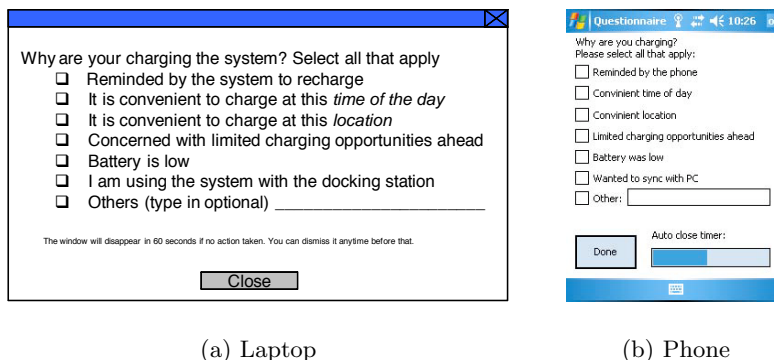 Why are your charging the system? Select all that apply
Reminded by the system to recharge
It is convenient to charge at this time of the day
It is convenient to charge at this location
Concerned with limited charging opportunities ahead
Battery is low
I am using the system with the docking station
Others (type in optional) ______________________
The window will disappear in 60 seconds if no action taken. You can dismiss it anytime before that.
Close
(a) Laptop
Questionnaire 10:26
Why are you charging?
Please select all that apply:
Reminded by the phone
Convinient time of day
Convinient location
Limited charging opportunities ahead
Battery was low
Wanted to sync with PC
Other:
Auto close timer:
Done
(b) Phone